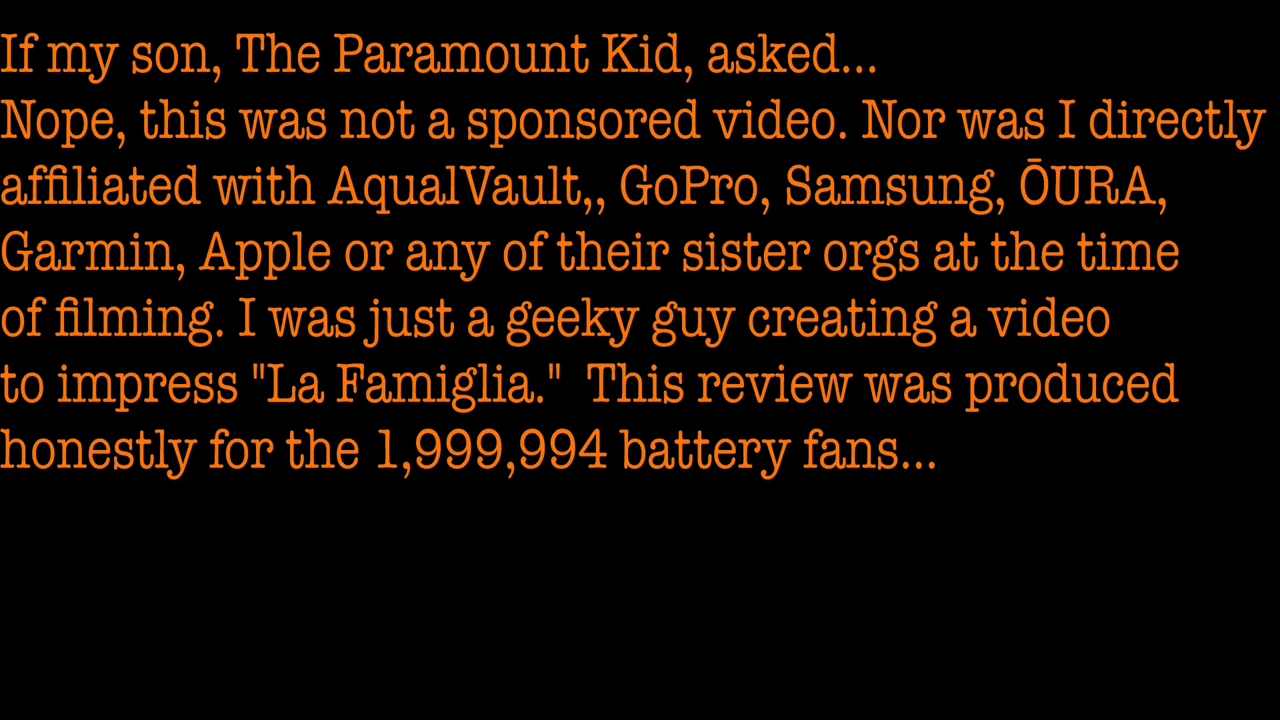 If my son, The Paramount Kid, asked...
Nope, this was not a sponsored video. Nor was I directly
affiliated with AqualVault,, GoPro, Samsung, ŌURA,
Garmin, Apple or any of their sister orgs at the time
of filming. I was just a geeky guy creating a video
to impress "La Famiglia."  This review was produced
honestly for the 1,999,994 battery fans...